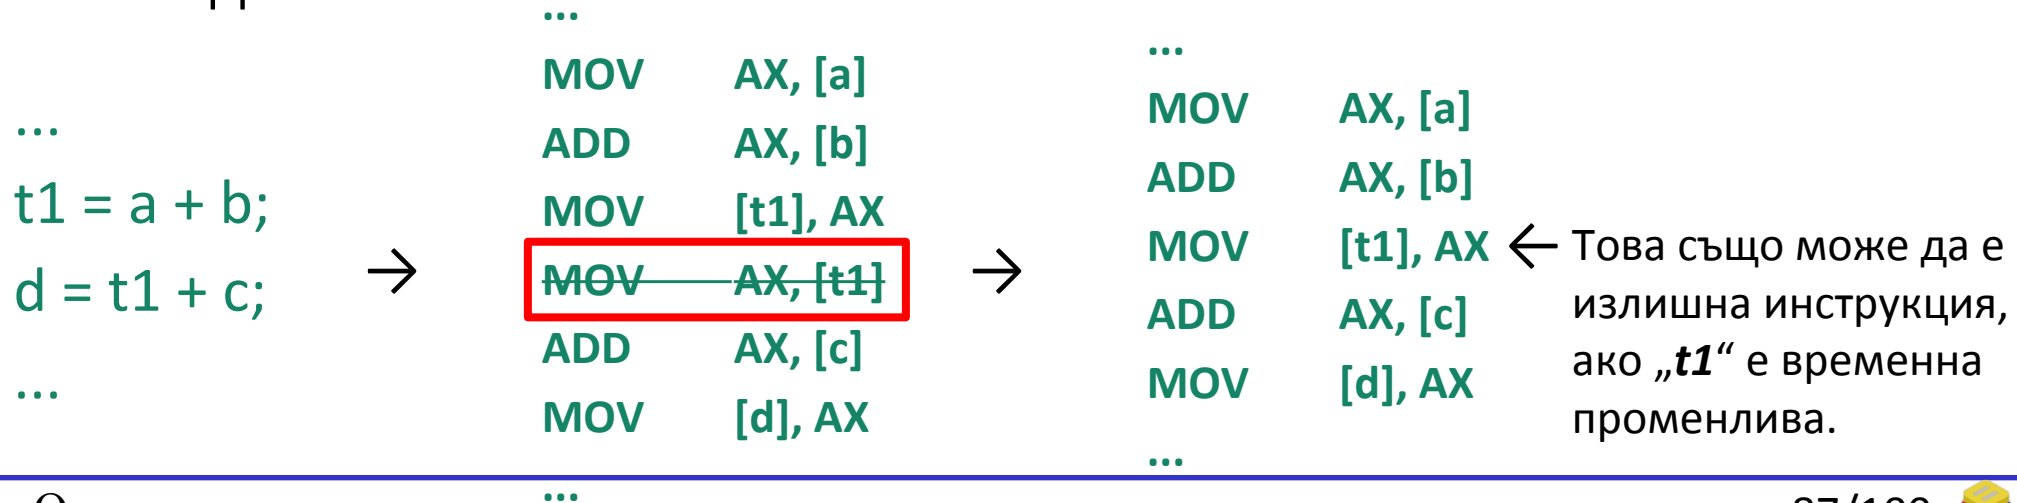 ...
t1 = a + b;
d = t1 + c;
...
→
...
MOV AX, [a]
ADD AX, [b]
MOV [t1], AX
MOV AX, [t1]
ADD AX, [c]
MOV [d], AX
...
→
...
MOV AX, [a]
ADD AX, [b]
MOV [t1], AX
ADD AX, [c]
MOV [d], AX
...
← Това също може да е
излишна инструкция,
ако „t1“ е временна
променлива.